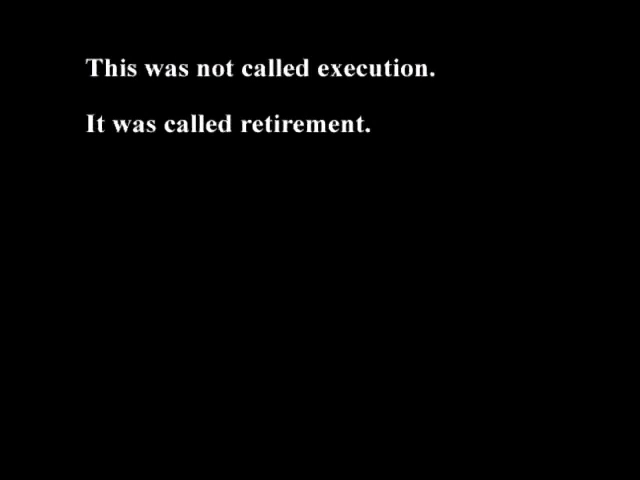 This was not called execution.
It was called retirement.